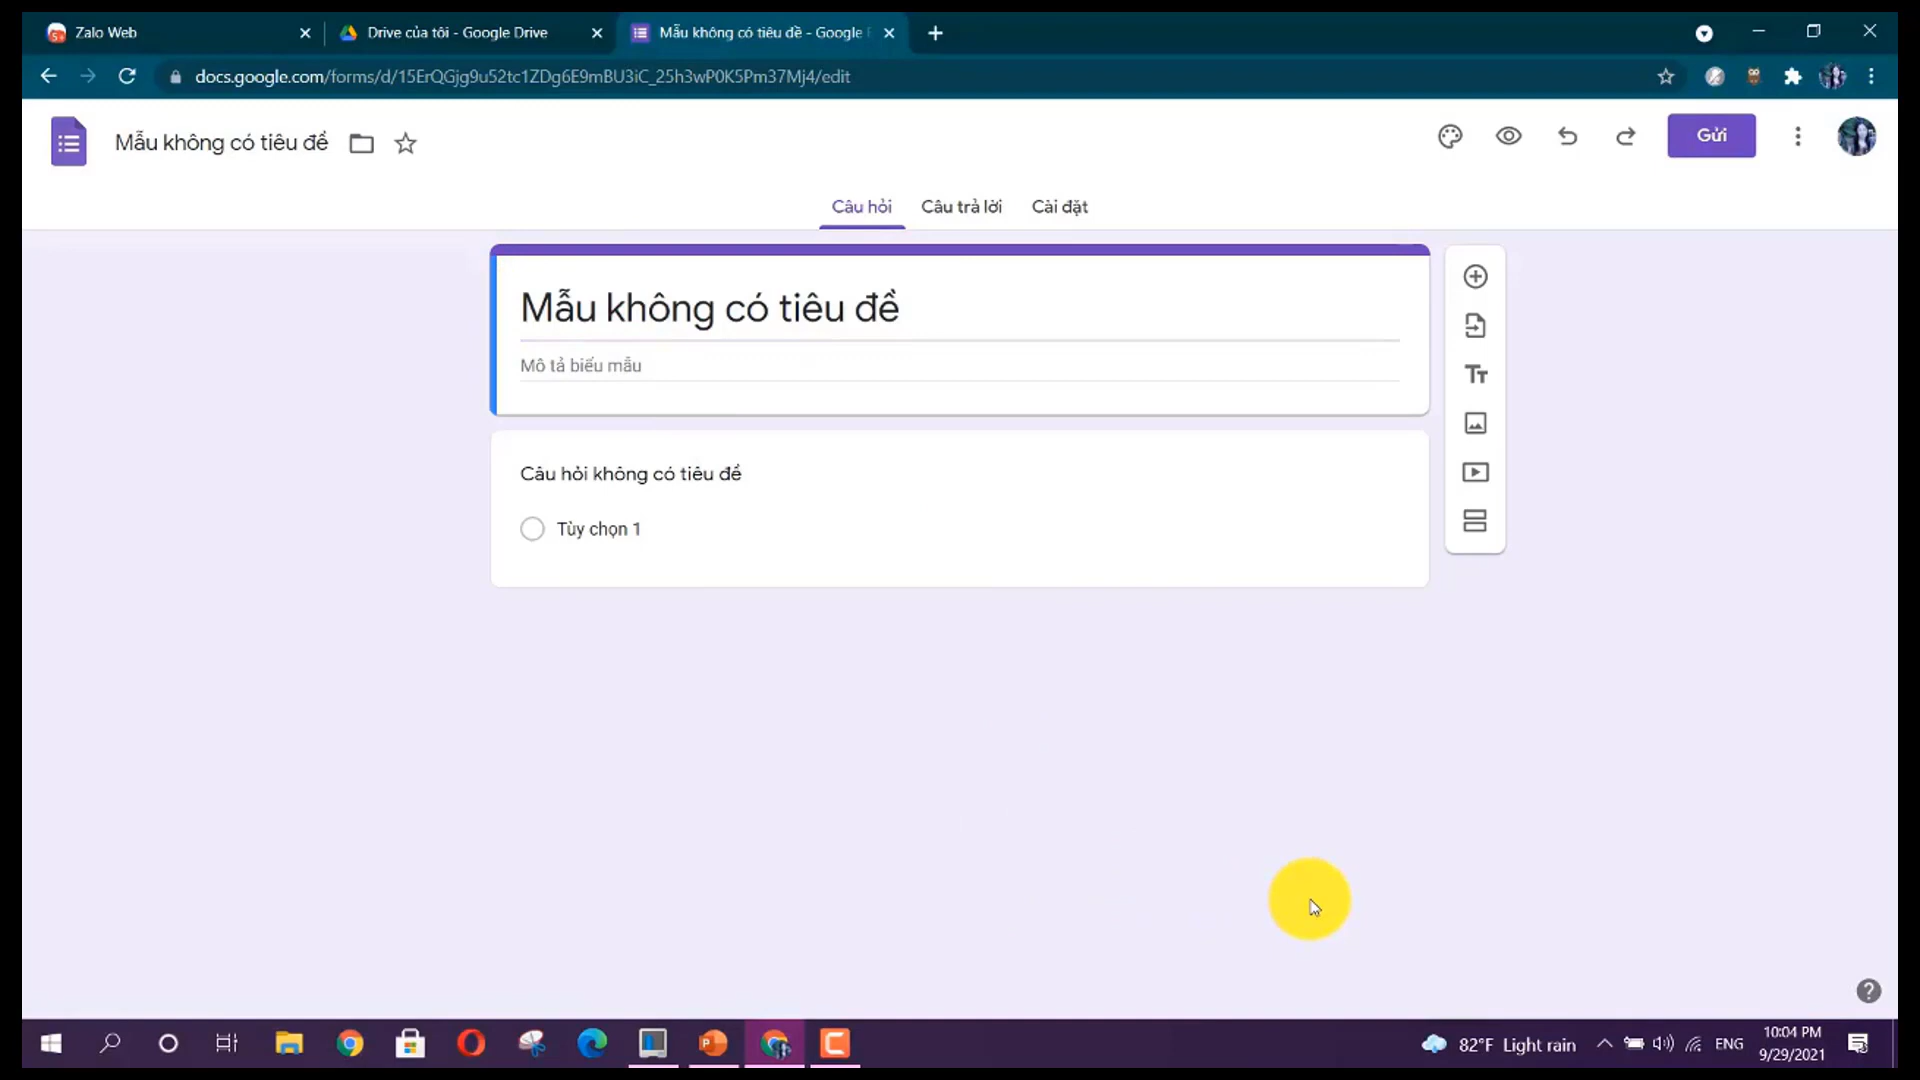 Zalo Web
Drive của tôi - Google Drive
Mẫu không có tiêu đề - Google F
docs.google.com/forms/d/15ErQGjg9u52tc1ZDg6E9mBU3iC_25h3wP0K5Pm37Mj4/edit
Mẫu không có tiêu đề
Gửi
Câu hỏi
Câu trả lời
Cài đặt
Mẫu không có tiêu đề
Mô tả biểu mẫu
Câu hỏi không có tiêu đề
Tùy chọn 1
82°F Light rain
ENG
10:04 PM
9/29/2021